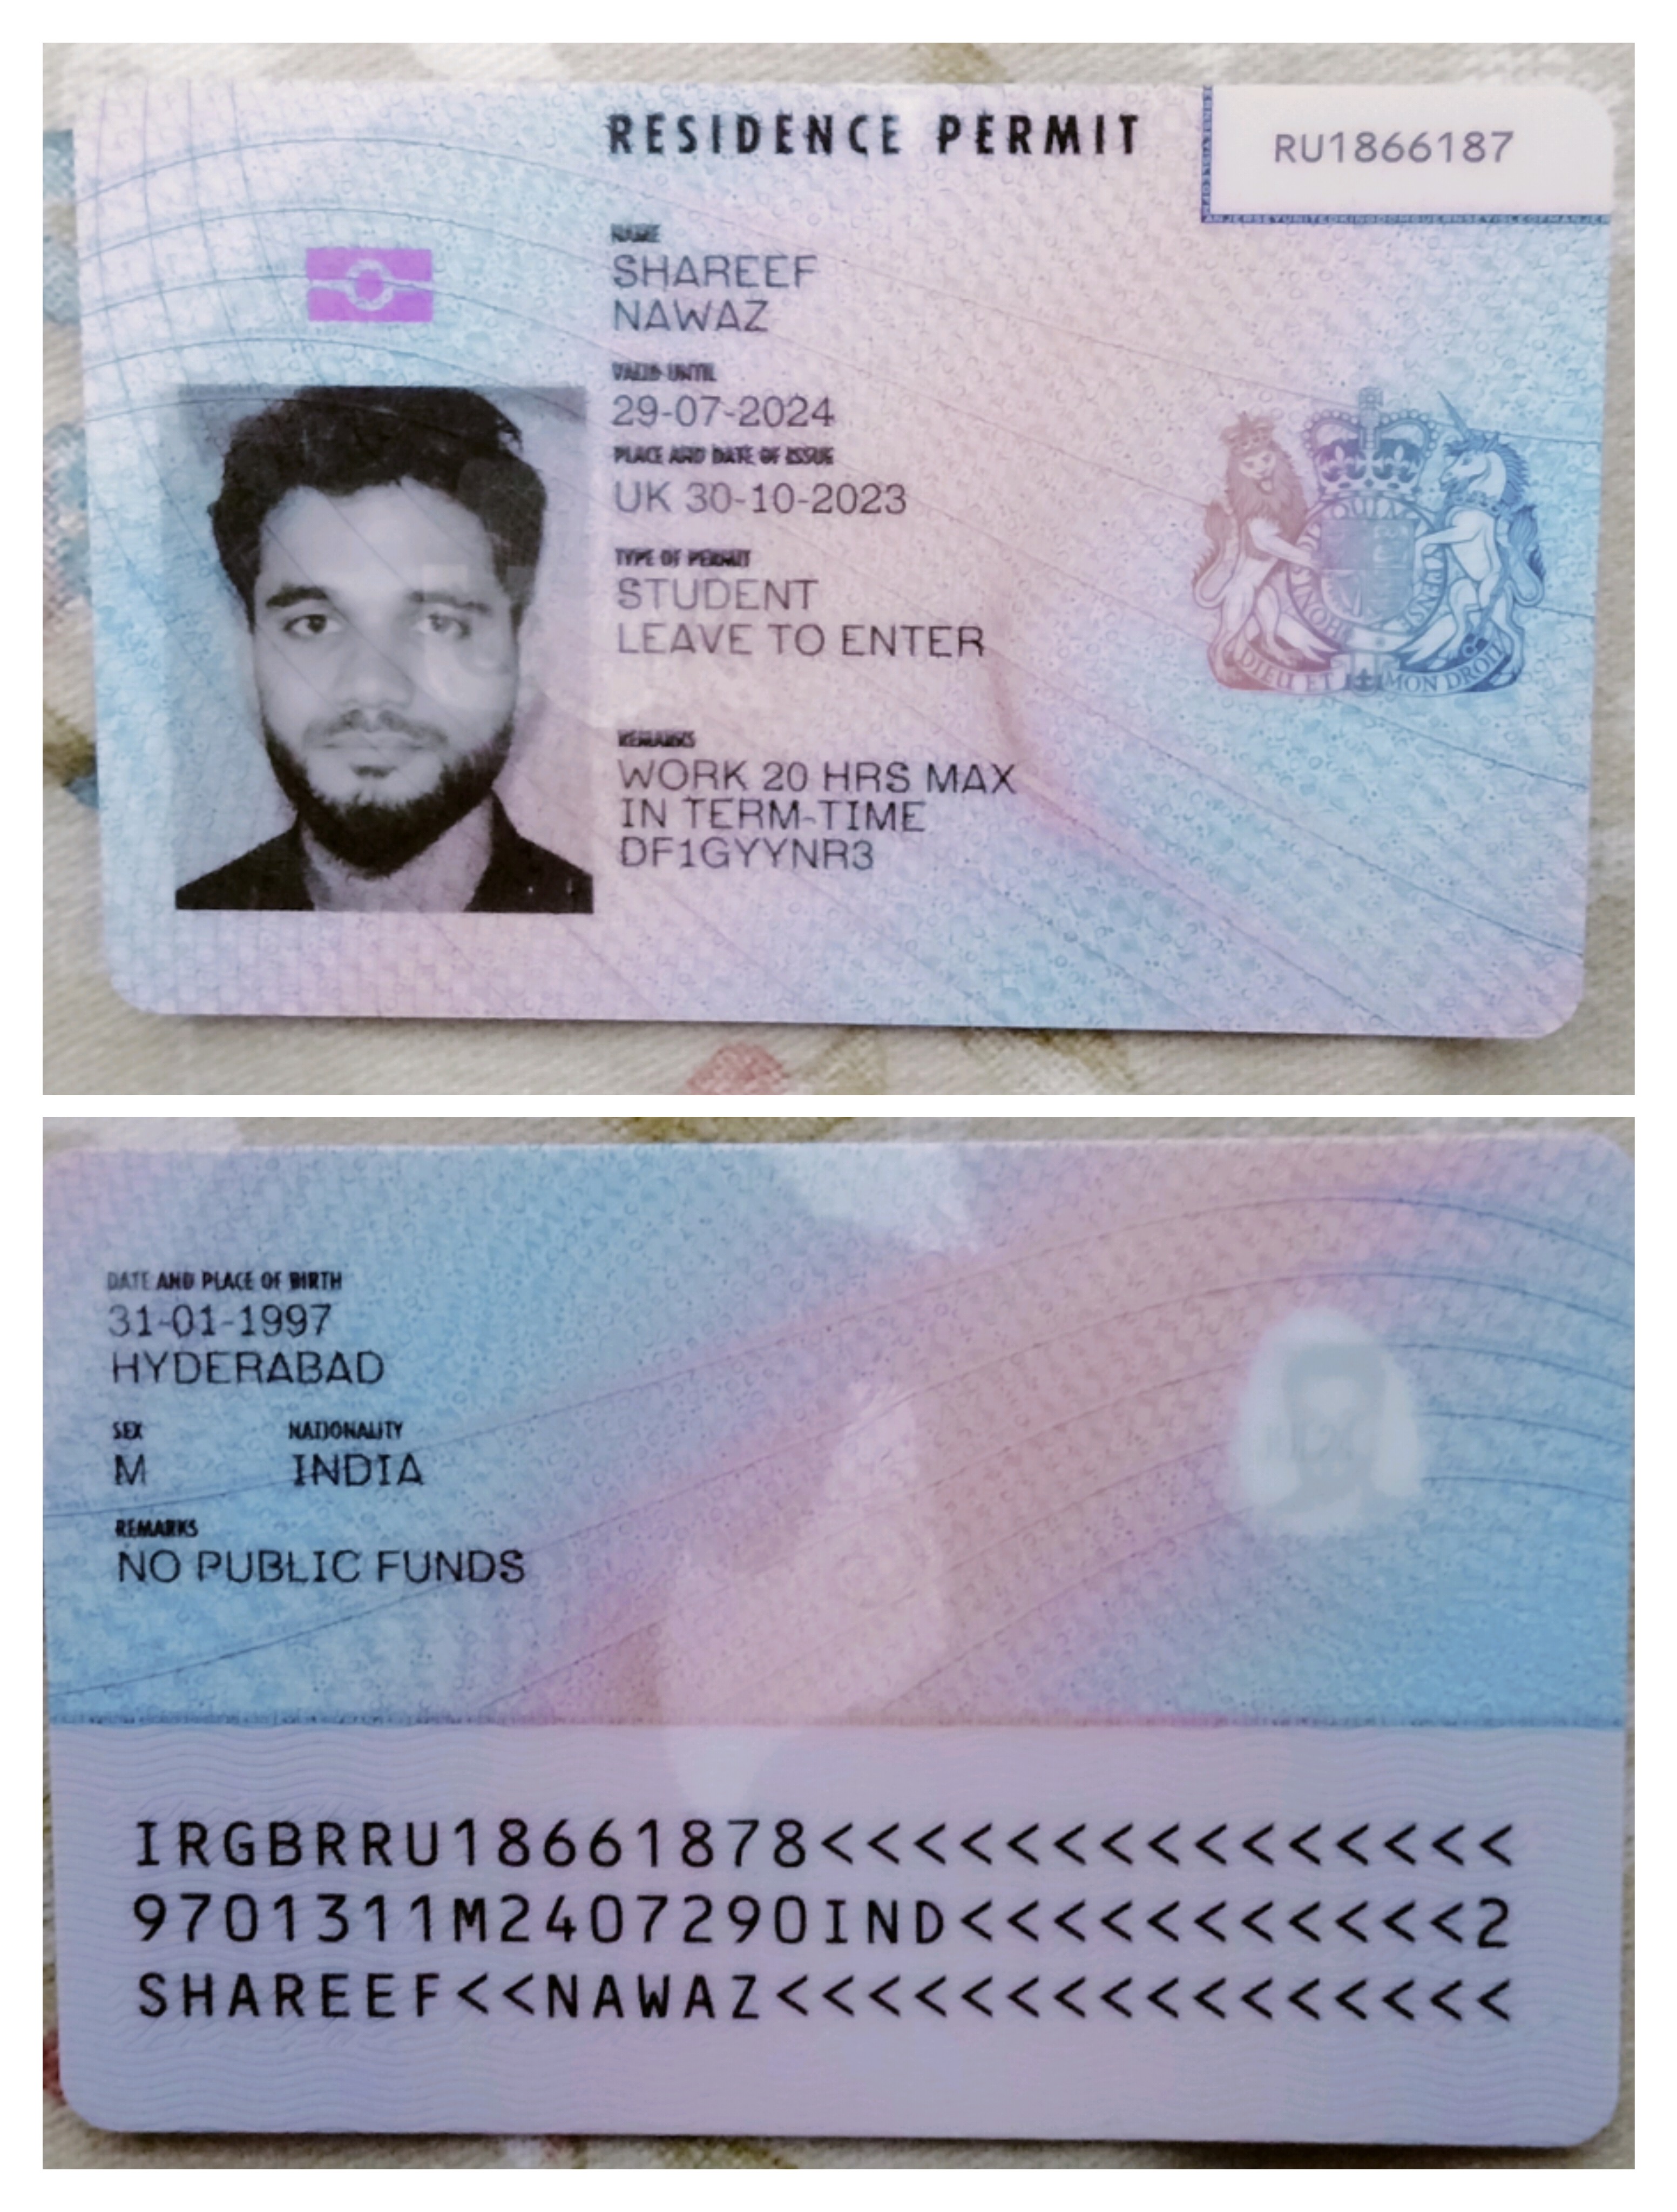 RESIDENCE PERMIT
RU1866187
NAME
SHAREEF
NAWAZ
VALID UNTIL
29-07-2024
PLACE AND DATE OF ISSUE
UK 30-10-2023
TYPE OF PERMIT
STUDENT
LEAVE TO ENTER
REMARKS
WORK 20 HRS MAX
IN TERM-TIME
DF1GYYNR3
DIEU ET MON DROIT
DATE AND PLACE OF BIRTH
31-01-1997
HYDERABAD
SEX NATIONALITY
M INDIA
REMARKS
NO PUBLIC FUNDS
IRGBRRU18661878<<<<<<<<<<<<<<<
9701311M2407290IND<<<<<<<<<<<2
SHAREEF<<NAWAZ<<<<<<<<<<<<<<<<